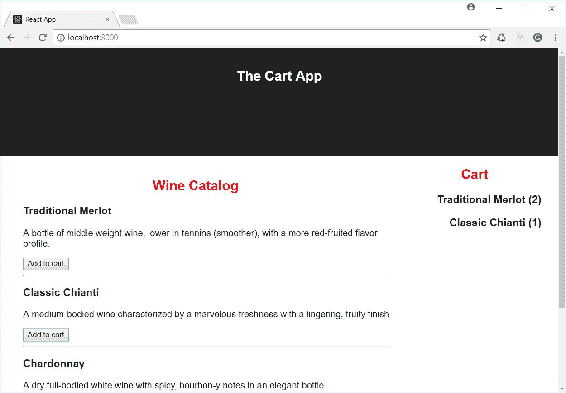 React App
localhost:3000
The Cart App
Wine Catalog
Cart
Traditional Merlot (2)
Classic Chianti (1)
Traditional Merlot
A bottle of middle weight wine, lower in tannins (smoother), with a more red-fruited flavor
profile.
Add to cart
Classic Chianti
A medium-bodied wine characterized by a marvelous freshness with a lingering, fruity finish
Add to cart
Chardonnay
A dry full-bodied white wine with spicy, bourbon-y notes in an elegant bottle